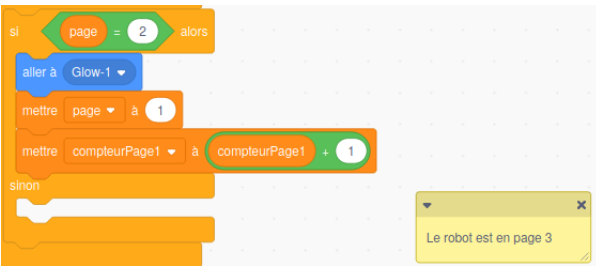 si page = 2 alors
aller à Glow-1
mettre page à 1
mettre compteurPage1 à compteurPage1 + 1
sinon
Le robot est en page 3